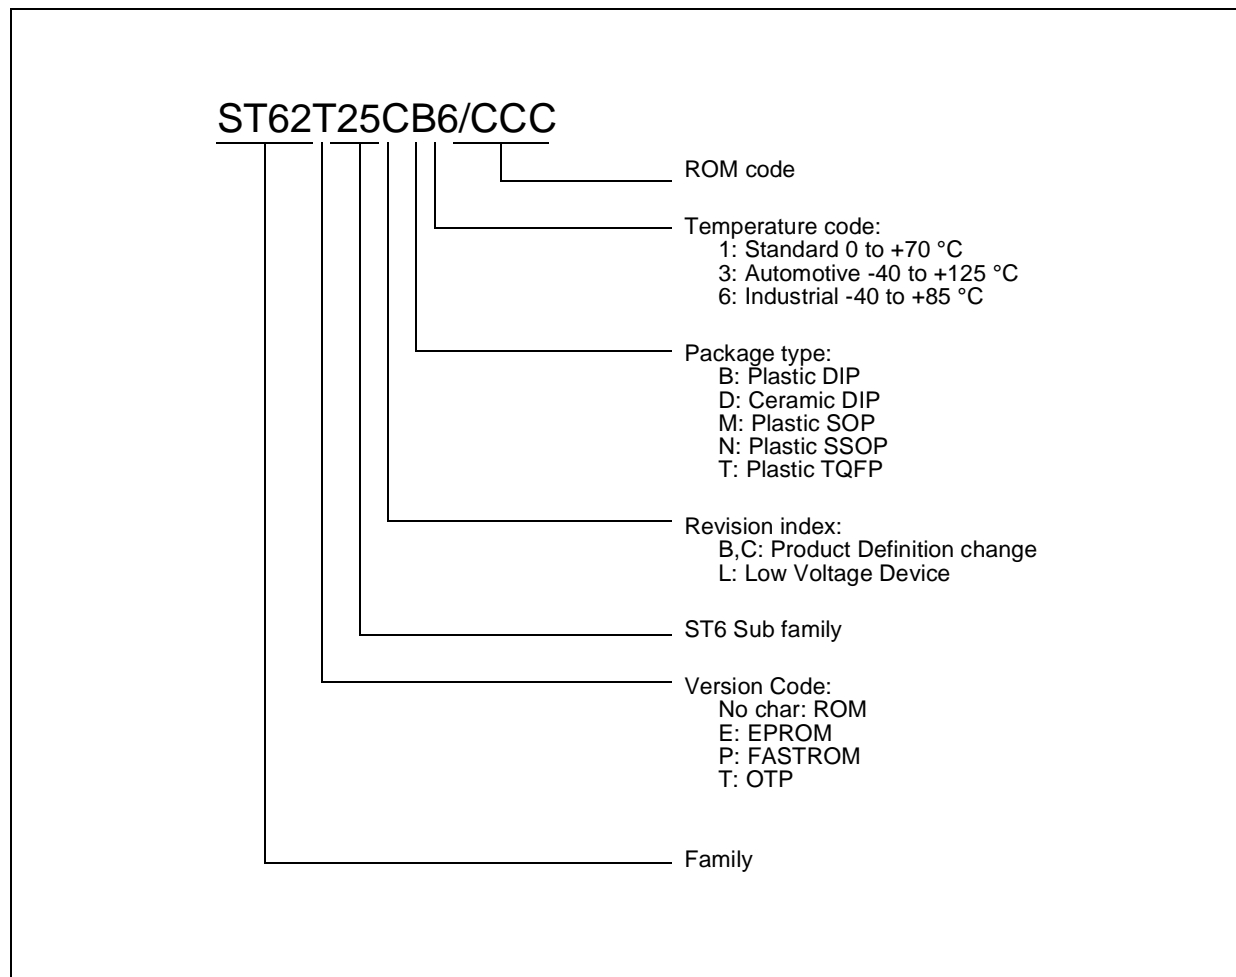 ST62T25CB6/CCC
ROM code
Temperature code:
1: Standard 0 to +70 °C
3: Automotive -40 to +125 °C
6: Industrial -40 to +85 °C
Package type:
B: Plastic DIP
D: Ceramic DIP
M: Plastic SOP
N: Plastic SSOP
T: Plastic TQFP
Revision index:
B,C: Product Definition change
L: Low Voltage Device
ST6 Sub family
Version Code:
No char: ROM
E: EPROM
P: FASTROM
T: OTP
Family